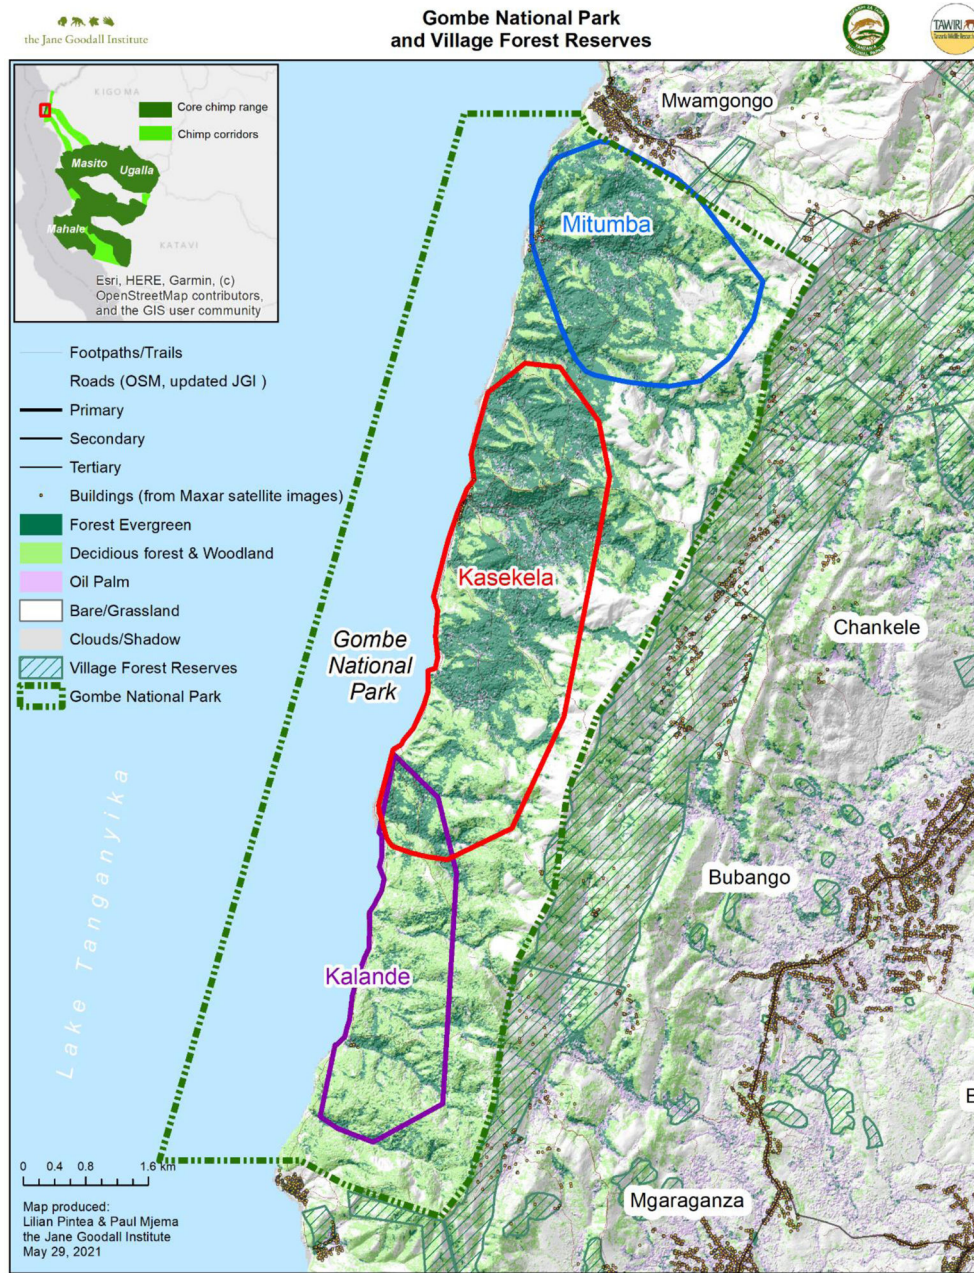 the Jane Goodall Institute
Gombe National Park
and Village Forest Reserves
TAWIRI
KIGOMA
Core chimp range
Chimp corridors
Masito
Ugalla
Mahale
KATAVI
Esri, HERE, Garmin, (c)
OpenStreetMap contributors,
and the GIS user community
Mwamgongo
Mitumba
Footpaths/Trails
Roads (OSM, updated JGI )
Primary
Secondary
Tertiary
Buildings (from Maxar satellite images)
Forest Evergreen
Decidious forest & Woodland
Oil Palm
Bare/Grassland
Clouds/Shadow
Village Forest Reserves
Gombe National Park
Kasekela
Gombe
National
Park
Chankele
Bubango
Kalande
Lake Tanganyika
B
Mgaraganza
0 0.4 0.8 1.6 km
Map produced:
Lilian Pintea & Paul Mjema
the Jane Goodall Institute
May 29, 2021